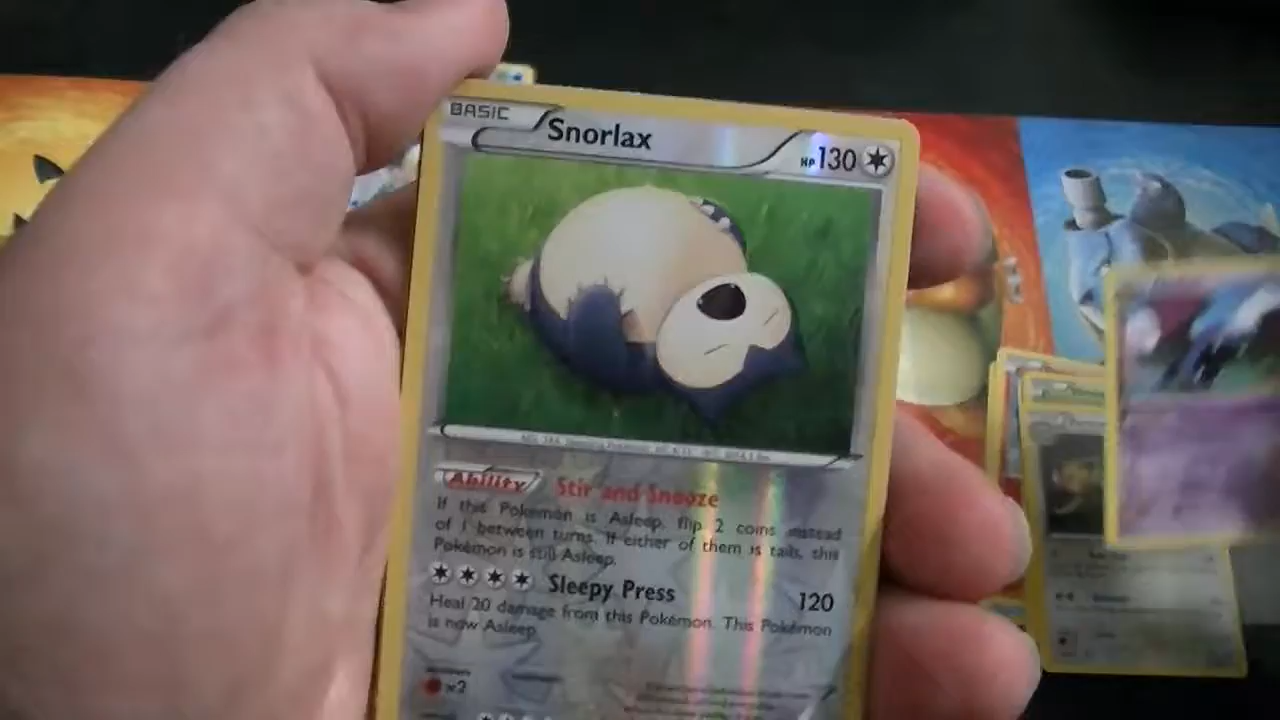 BASIC
Snorlax
HP 130
Ability Stir and Snooze
If this Pokémon is Asleep, flip 2 coins instead
of 1 between turns. If either of them is tails, this
Pokémon is still Asleep.
Sleepy Press 120
Heal 20 damage from this Pokémon. This Pokémon
is now Asleep.
×2